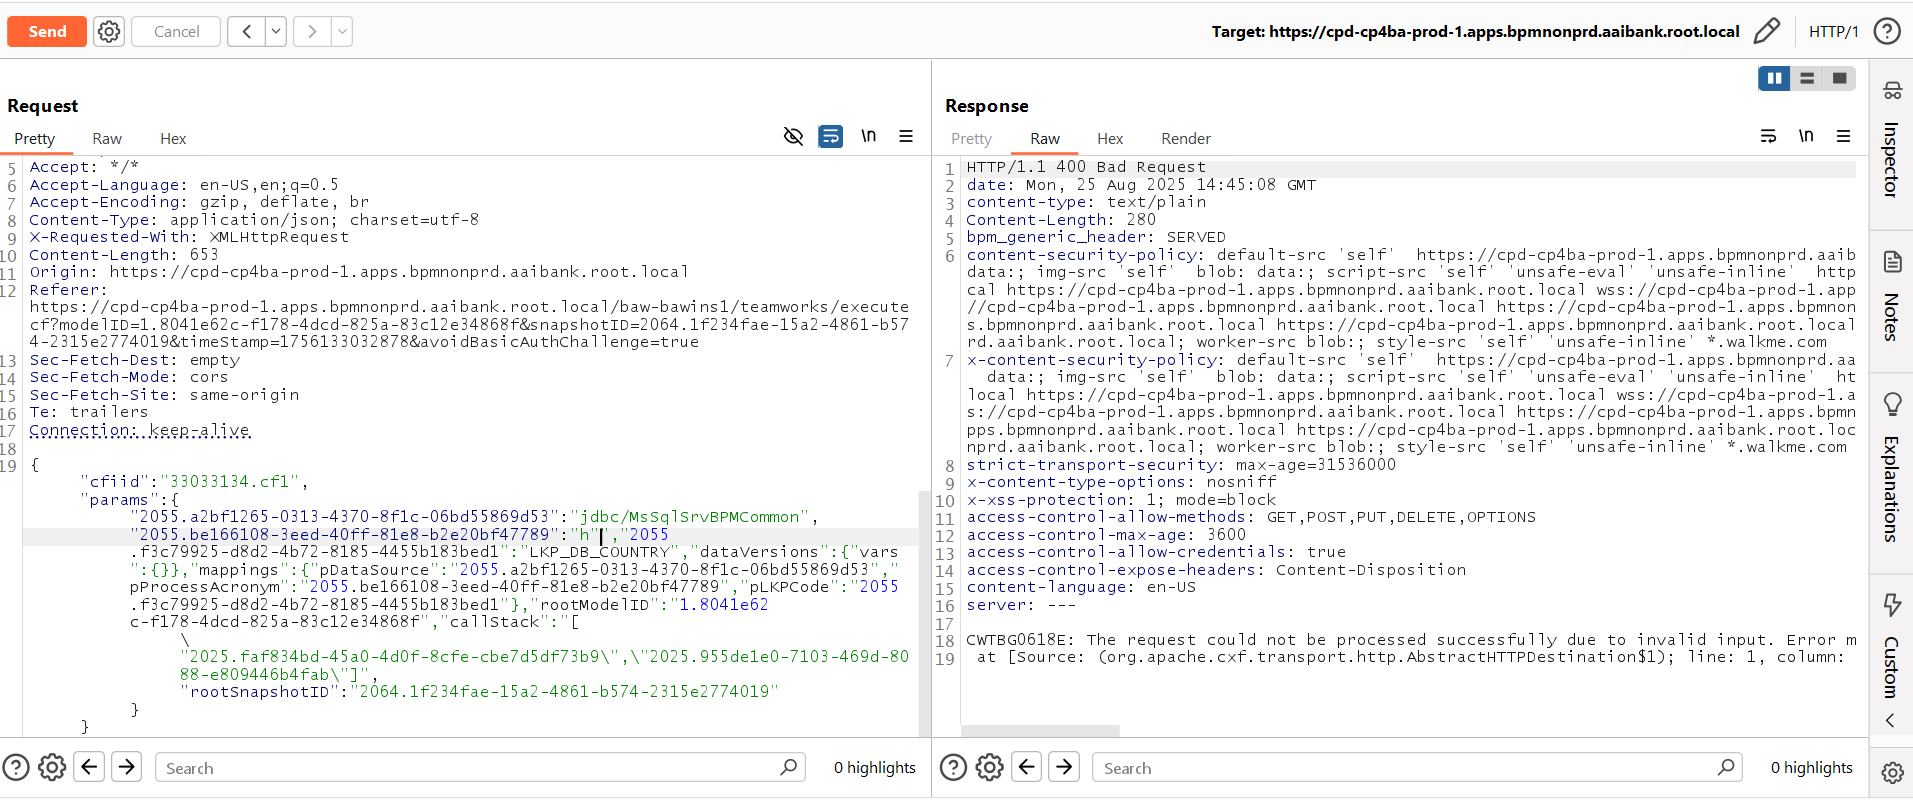 Send
Cancel
Target: https://cpd-cp4ba-prod-1.apps.bpmnonprd.aaibank.root.local
HTTP/1
Request
Pretty
Raw
Hex
\n
5 Accept: */*
6 Accept-Language: en-US,en;q=0.5
7 Accept-Encoding: gzip, deflate, br
8 Content-Type: application/json; charset=utf-8
9 X-Requested-With: XMLHttpRequest
10 Content-Length: 653
11 Origin: https://cpd-cp4ba-prod-1.apps.bpmnonprd.aaibank.root.local
12 Referer:
https://cpd-cp4ba-prod-1.apps.bpmnonprd.aaibank.root.local/baw-bawins1/teamworks/execute
cf?modelID=1.8041e62c-f178-4dcd-825a-83c12e34868f&snapshotID=2064.1f234fae-15a2-4861-b57
4-2315e2774019&timeStamp=1756133032878&avoidBasicAuthChallenge=true
13 Sec-Fetch-Dest: empty
14 Sec-Fetch-Mode: cors
15 Sec-Fetch-Site: same-origin
16 Te: trailers
17 Connection: keep-alive
18
19 {
"cfiid":"33033134.cf1",
"params":{
"2055.a2bf1265-0313-4370-8f1c-06bd55869d53":"jdbc/MsSqlSrvBPMCommon",
"2055.be166108-3eed-40ff-81e8-b2e20bf47789":"h"","2055
.f3c79925-d8d2-4b72-8185-4455b183bed1":"LKP_DB_COUNTRY","dataVersions":{"vars
":{}},"mappings":{"pDataSource":"2055.a2bf1265-0313-4370-8f1c-06bd55869d53","
pProcessAcronym":"2055.be166108-3eed-40ff-81e8-b2e20bf47789","pLKPCode":"2055
.f3c79925-d8d2-4b72-8185-4455b183bed1"},"rootModelID":"1.8041e62
c-f178-4dcd-825a-83c12e34868f","callStack":"[
\
"2025.faf834bd-45a0-4d0f-8cfe-cbe7d5df73b9\",\"2025.955de1e0-7103-469d-80
88-e809446b4fab\"]",
"rootSnapshotID":"2064.1f234fae-15a2-4861-b574-2315e2774019"
}
}
Search
0 highlights
Response
Pretty
Raw
Hex
Render
\n
1 HTTP/1.1 400 Bad Request
2 date: Mon, 25 Aug 2025 14:45:08 GMT
3 content-type: text/plain
4 Content-Length: 280
5 bpm_generic_header: SERVED
6 content-security-policy: default-src 'self' https://cpd-cp4ba-prod-1.apps.bpmnonprd.aaib
data:; img-src 'self' blob: data:; script-src 'self' 'unsafe-eval' 'unsafe-inline' http
cal https://cpd-cp4ba-prod-1.apps.bpmnonprd.aaibank.root.local wss://cpd-cp4ba-prod-1.app
//cpd-cp4ba-prod-1.apps.bpmnonprd.aaibank.root.local https://cpd-cp4ba-prod-1.apps.bpmnon
s.bpmnonprd.aaibank.root.local https://cpd-cp4ba-prod-1.apps.bpmnonprd.aaibank.root.local
rd.aaibank.root.local; worker-src blob:; style-src 'self' 'unsafe-inline' *.walkme.com
7 x-content-security-policy: default-src 'self' https://cpd-cp4ba-prod-1.apps.bpmnonprd.aa
data:; img-src 'self' blob: data:; script-src 'self' 'unsafe-eval' 'unsafe-inline' ht
local https://cpd-cp4ba-prod-1.apps.bpmnonprd.aaibank.root.local wss://cpd-cp4ba-prod-1.a
s://cpd-cp4ba-prod-1.apps.bpmnonprd.aaibank.root.local https://cpd-cp4ba-prod-1.apps.bpmn
pps.bpmnonprd.aaibank.root.local https://cpd-cp4ba-prod-1.apps.bpmnonprd.aaibank.root.loc
nprd.aaibank.root.local; worker-src blob:; style-src 'self' 'unsafe-inline' *.walkme.com
8 strict-transport-security: max-age=31536000
9 x-content-type-options: nosniff
10 x-xss-protection: 1; mode=block
11 access-control-allow-methods: GET,POST,PUT,DELETE,OPTIONS
12 access-control-max-age: 3600
13 access-control-allow-credentials: true
14 access-control-expose-headers: Content-Disposition
15 content-language: en-US
16 server: ---
17
18 CWTBG0618E: The request could not be processed successfully due to invalid input. Error m
19 at [Source: (org.apache.cxf.transport.http.AbstractHTTPDestination$1); line: 1, column:
Search
0 highlights
Inspector
Notes
Explanations
Custom